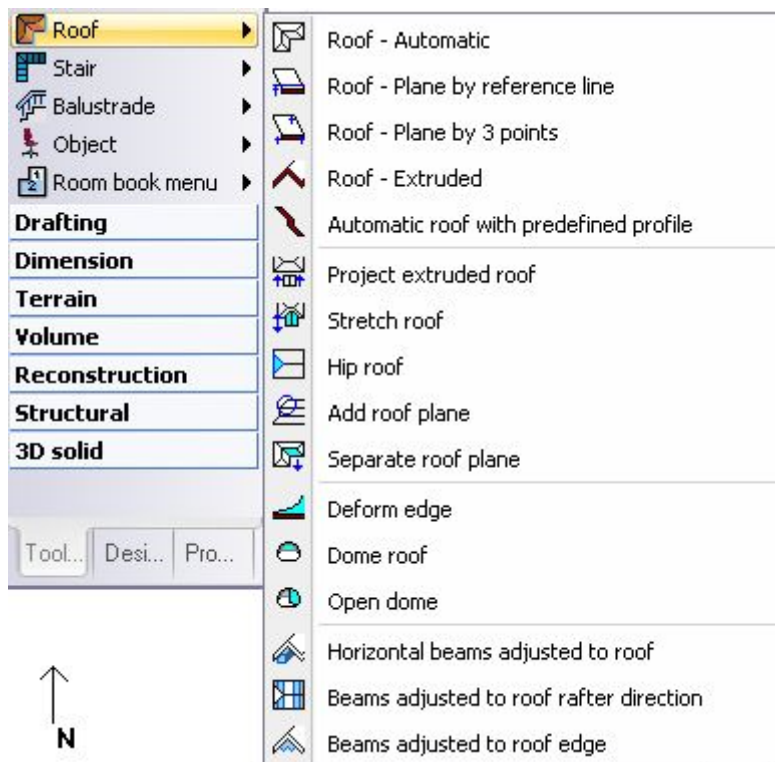 Roof
Stair
Balustrade
Object
Room book menu
Drafting
Dimension
Terrain
Volume
Reconstruction
Structural
3D solid
Tool... Desi... Pro...
N
Roof - Automatic
Roof - Plane by reference line
Roof - Plane by 3 points
Roof - Extruded
Automatic roof with predefined profile
Project extruded roof
Stretch roof
Hip roof
Add roof plane
Separate roof plane
Deform edge
Dome roof
Open dome
Horizontal beams adjusted to roof
Beams adjusted to roof rafter direction
Beams adjusted to roof edge